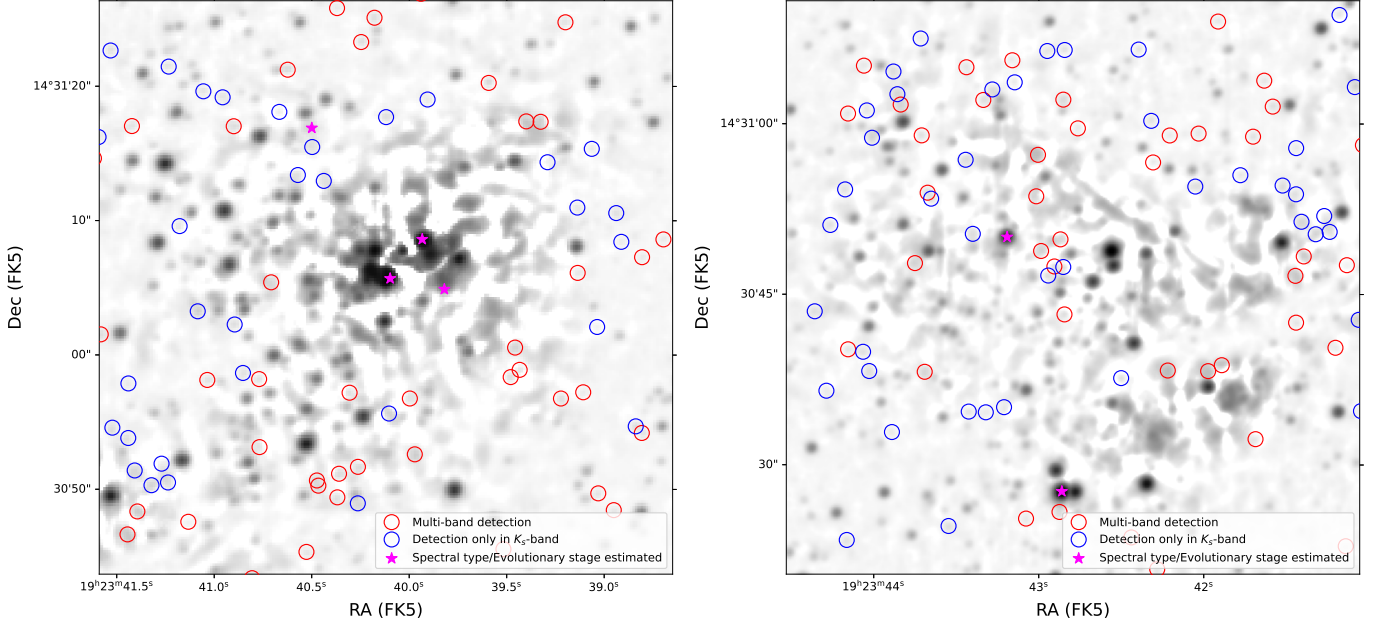 14°31'20"
10"
00"
30'50"
Dec (FK5)
19ʰ23ᵐ41.5ˢ
41.0ˢ
40.5ˢ
40.0ˢ
39.5ˢ
39.0ˢ
RA (FK5)
Multi-band detection
Detection only in Kₛ-band
Spectral type/Evolutionary stage estimated
14°31'00"
30'45"
30"
Dec (FK5)
19ʰ23ᵐ44ˢ
43ˢ
42ˢ
RA (FK5)
Multi-band detection
Detection only in Kₛ-band
Spectral type/Evolutionary stage estimated